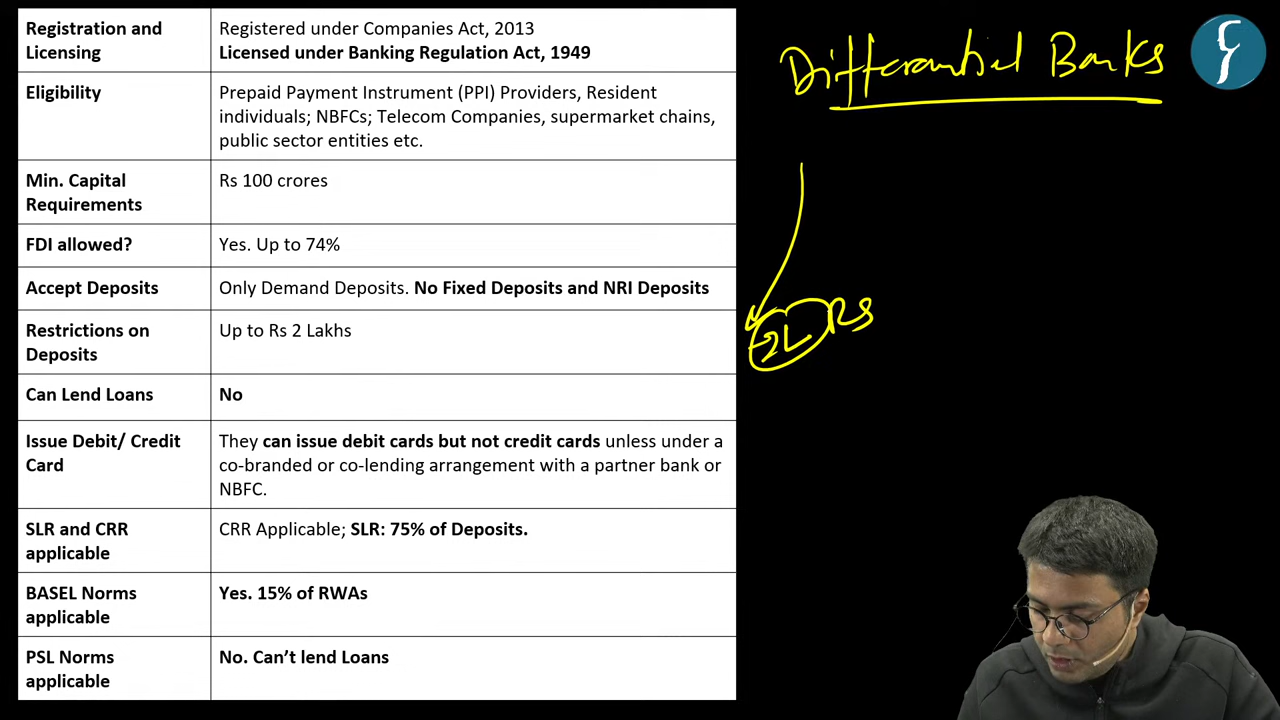 Registration and
Licensing
Registered under Companies Act, 2013
Licensed under Banking Regulation Act, 1949
Eligibility
Prepaid Payment Instrument (PPI) Providers, Resident
individuals; NBFCs; Telecom Companies, supermarket chains,
public sector entities etc.
Min. Capital
Requirements
Rs 100 crores
FDI allowed?
Yes. Up to 74%
Accept Deposits
Only Demand Deposits. No Fixed Deposits and NRI Deposits
Restrictions on
Deposits
Up to Rs 2 Lakhs
Can Lend Loans
No
Issue Debit/ Credit
Card
They can issue debit cards but not credit cards unless under a
co-branded or co-lending arrangement with a partner bank or
NBFC.
SLR and CRR
applicable
CRR Applicable; SLR: 75% of Deposits.
BASEL Norms
applicable
Yes. 15% of RWAs
PSL Norms
applicable
No. Can’t lend Loans
Differential Banks
2L Rs